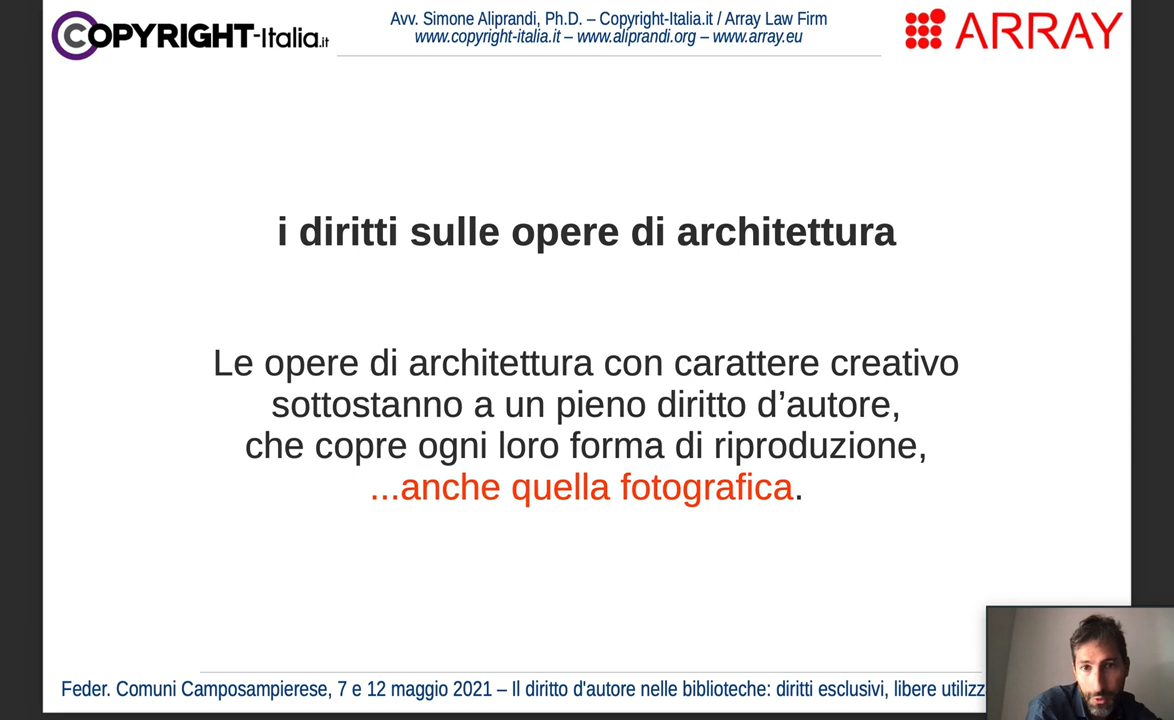 COPYRIGHT-Italia.it
Avv. Simone Aliprandi, Ph.D. – Copyright-Italia.it / Array Law Firm
www.copyright-italia.it – www.aliprandi.org – www.array.eu
ARRAY
i diritti sulle opere di architettura
Le opere di architettura con carattere creativo
sottostanno a un pieno diritto d’autore,
che copre ogni loro forma di riproduzione,
...anche quella fotografica.
Feder. Comuni Camposampierese, 7 e 12 maggio 2021 – Il diritto d'autore nelle biblioteche: diritti esclusivi, libere utilizz